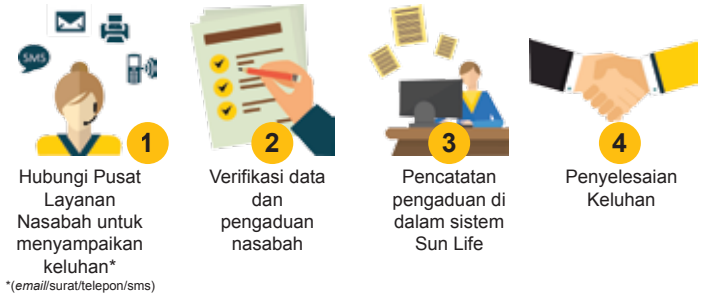 SMS
1
Hubungi Pusat
Layanan
Nasabah untuk
menyampaikan
keluhan*
*(email/surat/telepon/sms)
2
Verifikasi data
dan
pengaduan
nasabah
3
Pencatatan
pengaduan di
dalam sistem
Sun Life
4
Penyelesaian
Keluhan